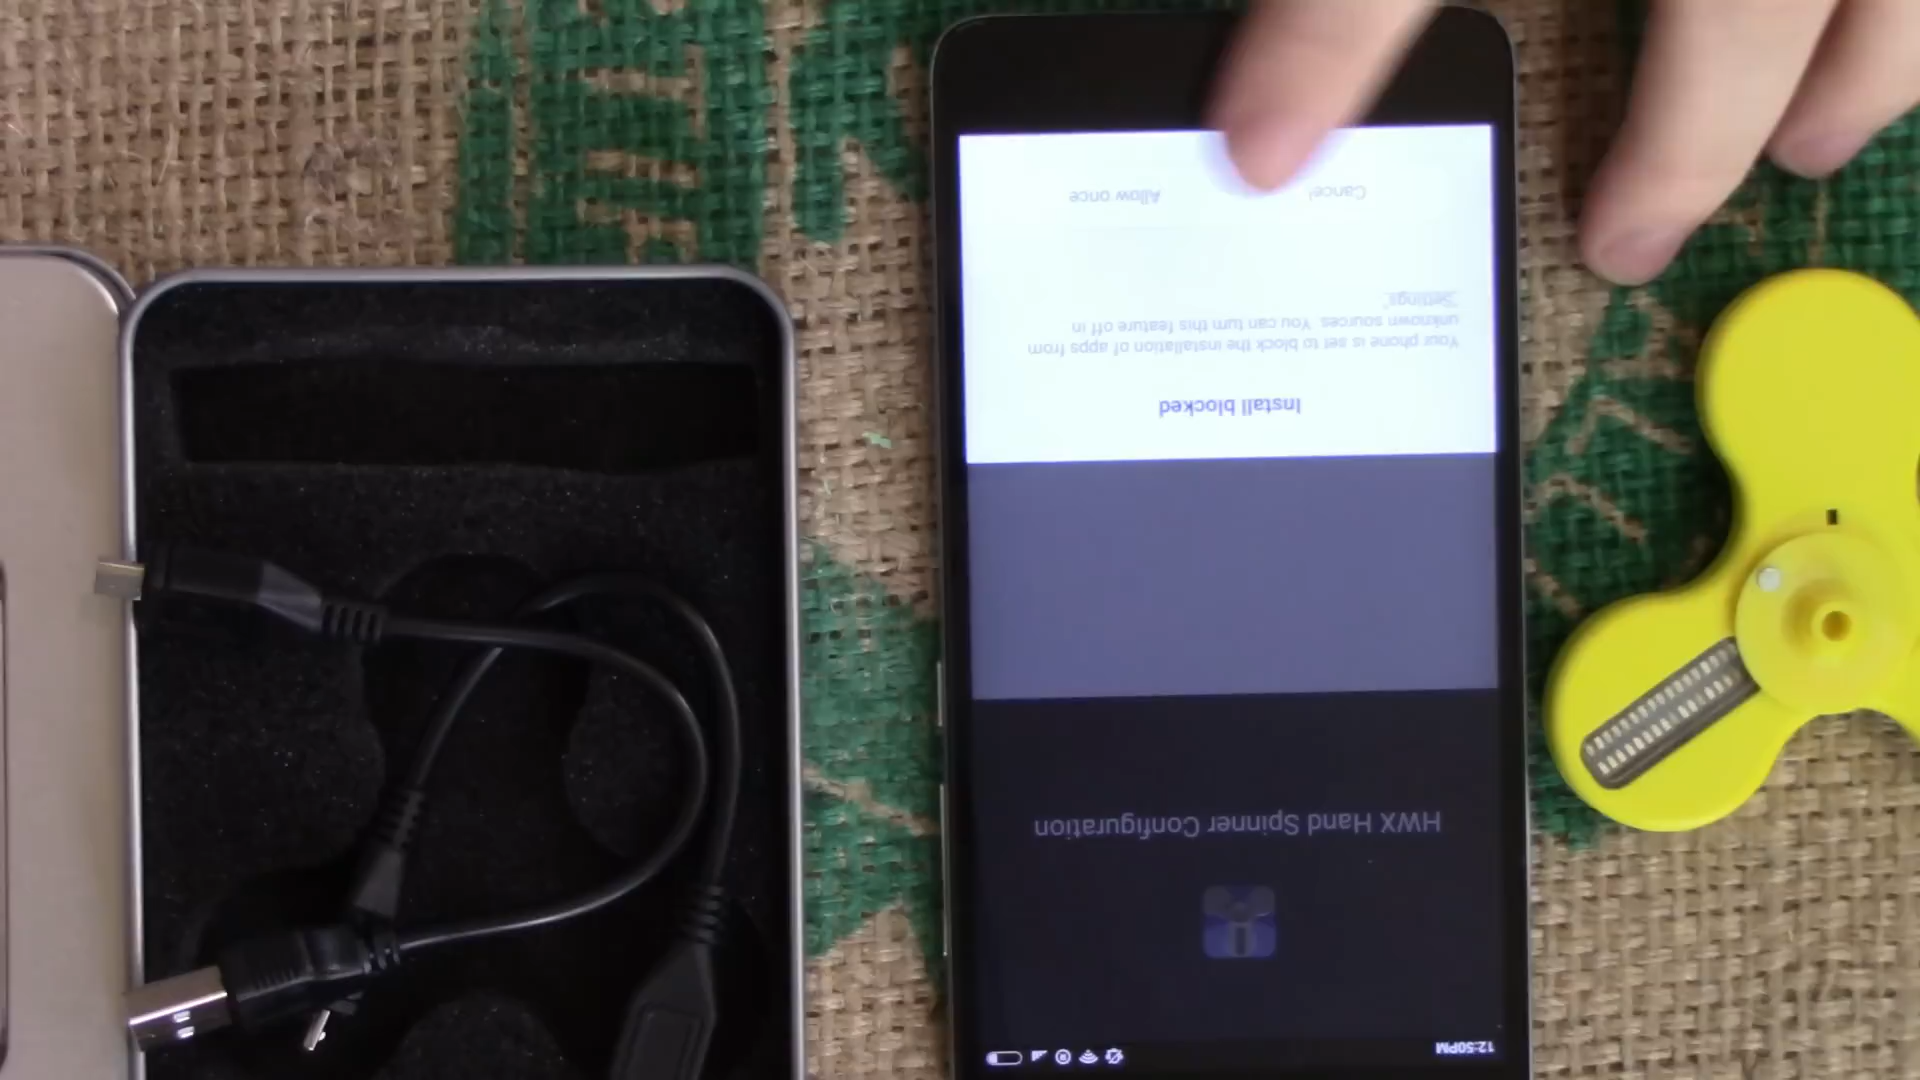 12:50PM
HWX Hand Spinner Configuration
Install blocked
Your phone is set to block the installation of apps from
unknown sources. You can turn this feature off in
"Settings".
Cancel
Allow once